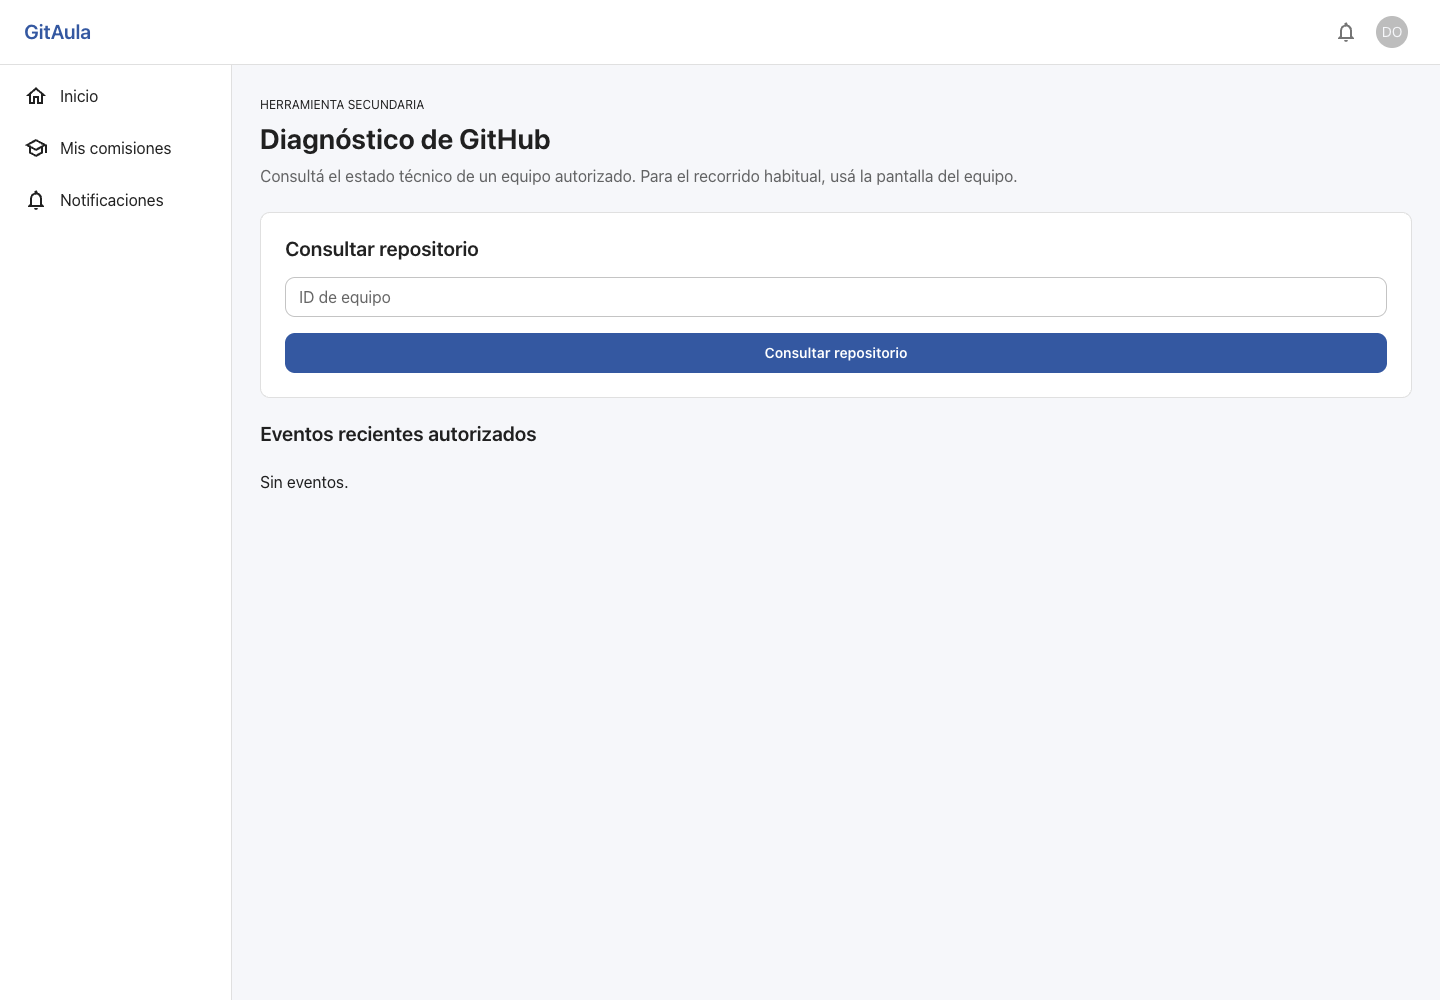 GitAula
DO
Inicio
Mis comisiones
Notificaciones
HERRAMIENTA SECUNDARIA
Diagnóstico de GitHub
Consultá el estado técnico de un equipo autorizado. Para el recorrido habitual, usá la pantalla del equipo.
Consultar repositorio
ID de equipo
Consultar repositorio
Eventos recientes autorizados
Sin eventos.